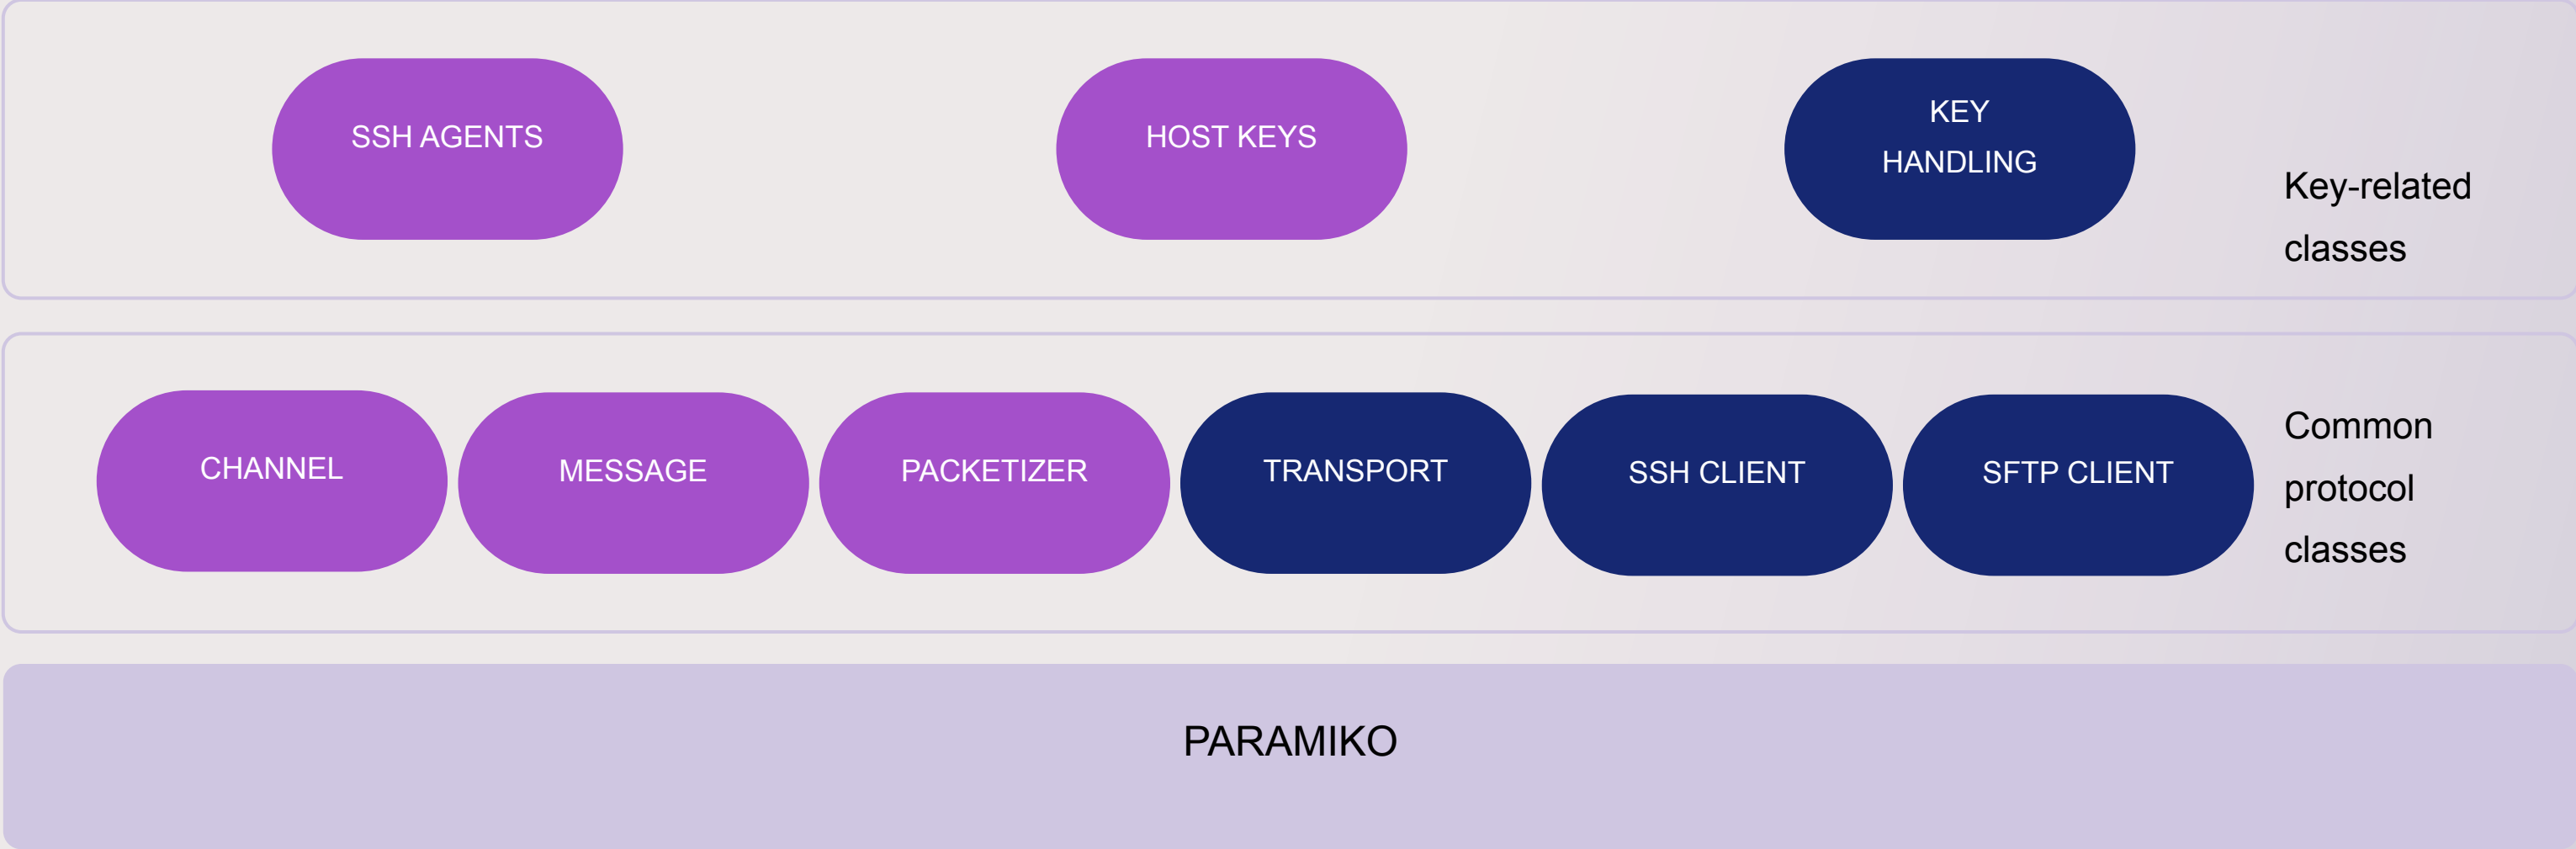 SSH AGENTS
HOST KEYS
KEY
HANDLING
Key-related
classes
CHANNEL
MESSAGE
PACKETIZER
TRANSPORT
SSH CLIENT
SFTP CLIENT
Common
protocol
classes
PARAMIKO